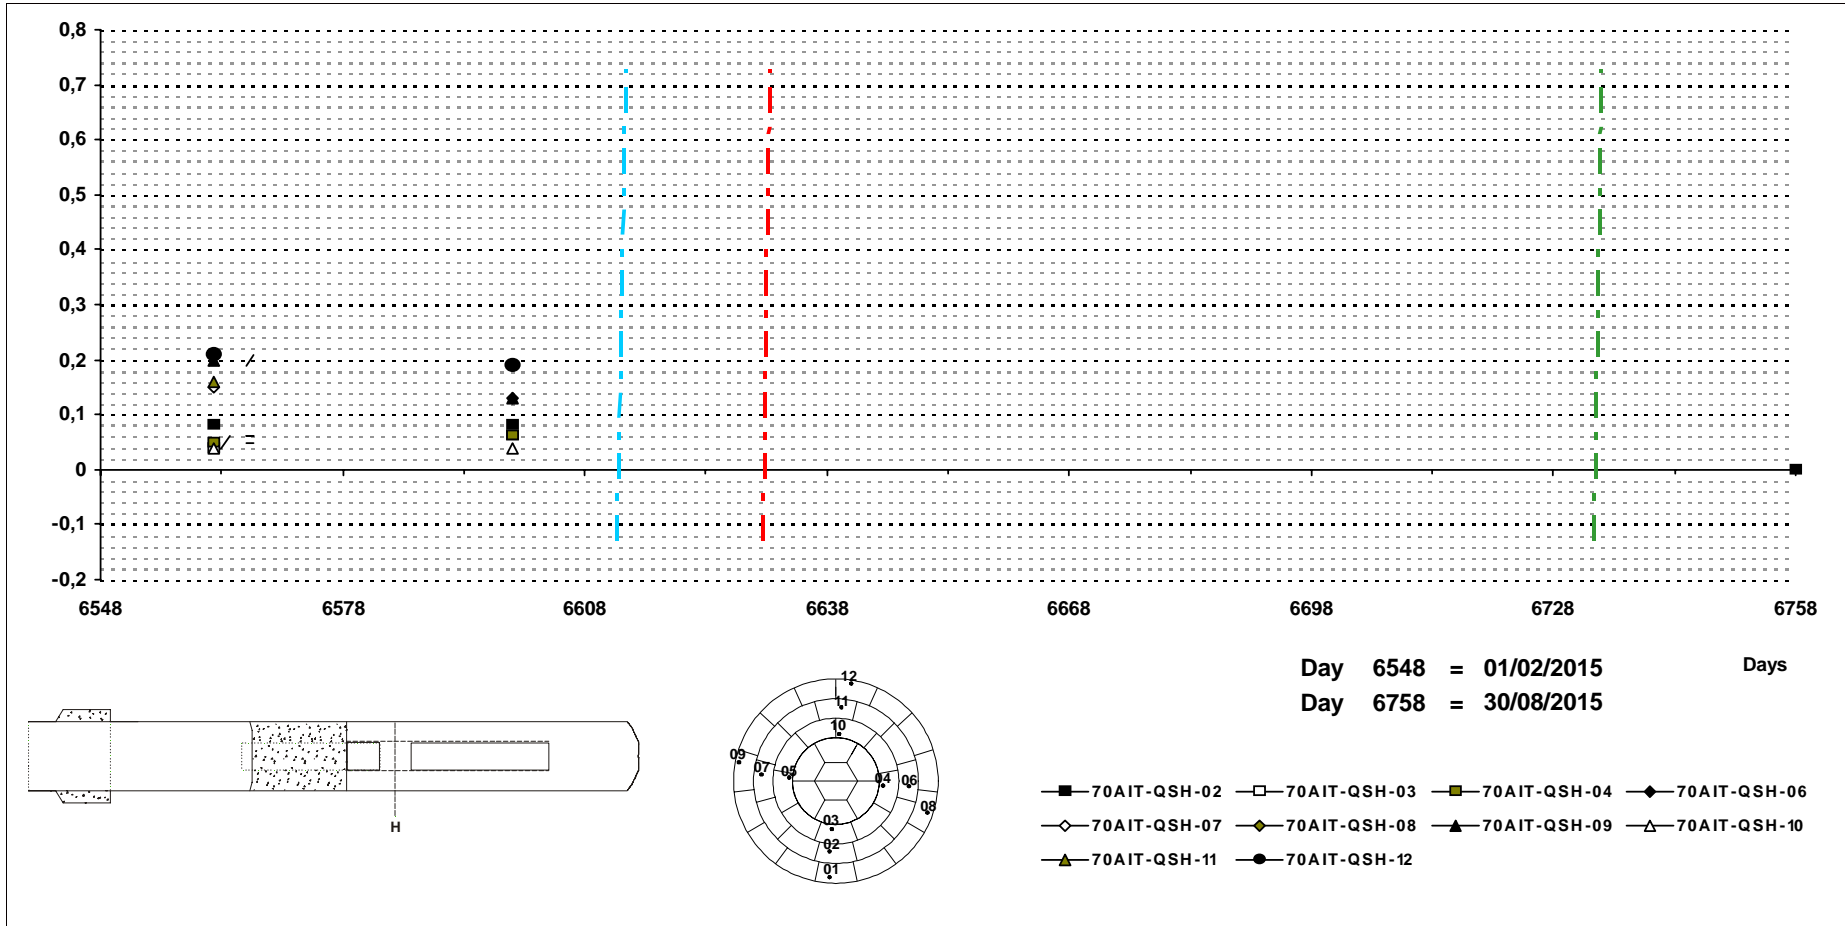 0,8
0,7
0,6
0,5
0,4
0,3
0,2
0,1
0
-0,1
-0,2
6548 6578 6608 6638 6668 6698 6728 6758
Day 6548 = 01/02/2015
Days
Day 6758 = 30/08/2015
12
11
10
09 07 05 04 06
08
03
02
01
H
70AIT-QSH-02 70AIT-QSH-03 70AIT-QSH-04 70AIT-QSH-06
70AIT-QSH-07 70AIT-QSH-08 70AIT-QSH-09 70AIT-QSH-10
70AIT-QSH-11 70AIT-QSH-12